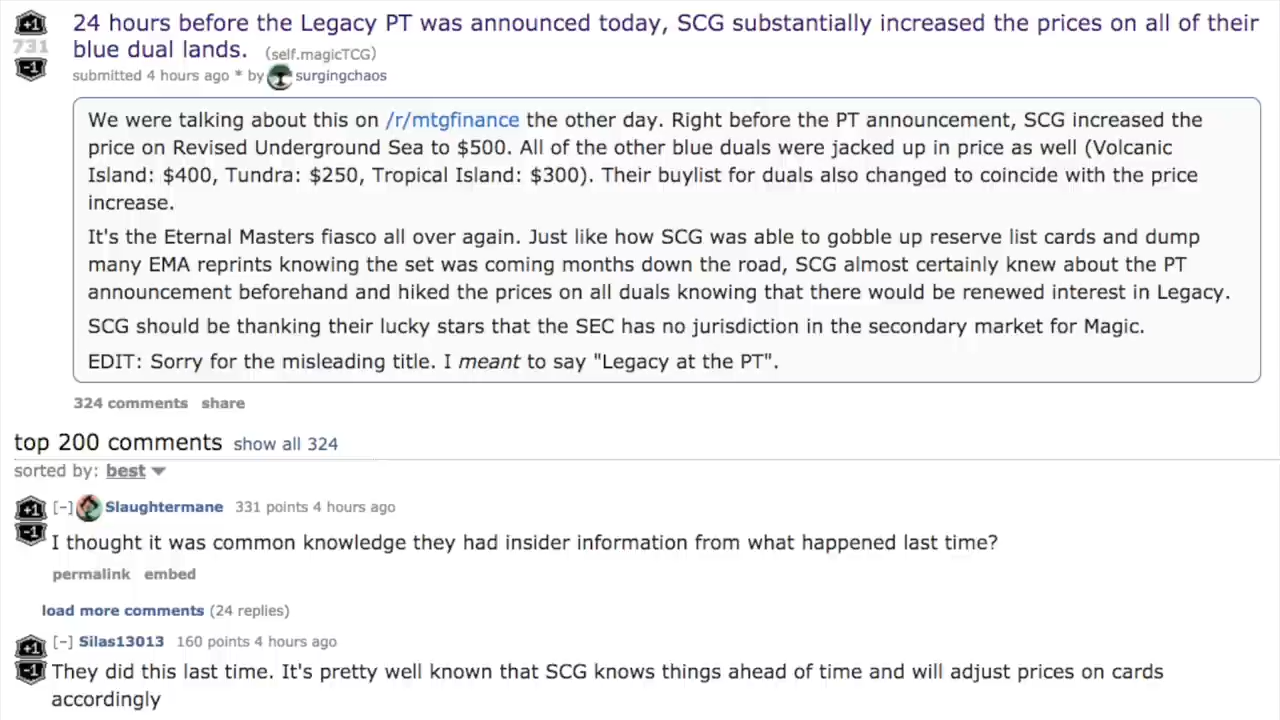 24 hours before the Legacy PT was announced today, SCG substantially increased the prices on all of their
blue dual lands. (self.magicTCG)
+1
731
-1
submitted 4 hours ago * by surgingchaos
We were talking about this on /r/mtgfinance the other day. Right before the PT announcement, SCG increased the
price on Revised Underground Sea to $500. All of the other blue duals were jacked up in price as well (Volcanic
Island: $400, Tundra: $250, Tropical Island: $300). Their buylist for duals also changed to coincide with the price
increase.
It's the Eternal Masters fiasco all over again. Just like how SCG was able to gobble up reserve list cards and dump
many EMA reprints knowing the set was coming months down the road, SCG almost certainly knew about the PT
announcement beforehand and hiked the prices on all duals knowing that there would be renewed interest in Legacy.
SCG should be thanking their lucky stars that the SEC has no jurisdiction in the secondary market for Magic.
EDIT: Sorry for the misleading title. I meant to say "Legacy at the PT".
324 comments share
top 200 comments show all 324
sorted by: best
+1
-1
[–] Slaughtermane 331 points 4 hours ago
I thought it was common knowledge they had insider information from what happened last time?
permalink embed
load more comments (24 replies)
+1
-1
[–] Silas13013 160 points 4 hours ago
They did this last time. It's pretty well known that SCG knows things ahead of time and will adjust prices on cards
accordingly